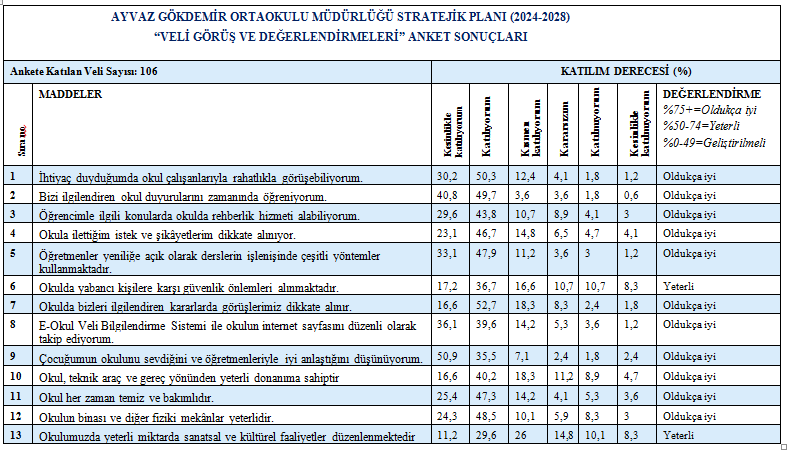 AYVAZ GÖKDEMİR ORTAOKULU MÜDÜRLÜĞÜ STRATEJİK PLANI (2024-2028)
“VELİ GÖRÜŞ VE DEĞERLENDİRMELERİ” ANKET SONUÇLARI
Ankete Katılan Veli Sayısı: 106 KATILIM DERECESİ (%)
Sıra no. MADDELER Kesinlikle katılıyorum Katılıyorum Kısmen katılıyorum Kararsızım Katılmıyorum Kesinlikle katılmıyorum DEĞERLENDİRME
%75+=Oldukça iyi
%50-74=Yeterli
%0-49=Geliştirilmeli
1 İhtiyaç duyduğumda okul çalışanlarıyla rahatlıkla görüşebiliyorum. 30,2 50,3 12,4 4,1 1,8 1,2 Oldukça iyi
2 Bizi ilgilendiren okul duyurularını zamanında öğreniyorum. 40,8 49,7 3,6 3,6 1,8 0,6 Oldukça iyi
3 Öğrencimle ilgili konularda okulda rehberlik hizmeti alabiliyorum. 29,6 43,8 10,7 8,9 4,1 3 Oldukça iyi
4 Okula ilettiğim istek ve şikâyetlerim dikkate alınıyor. 23,1 46,7 14,8 6,5 4,7 4,1 Oldukça iyi
5 Öğretmenler yeniliğe açık olarak derslerin işlenişinde çeşitli yöntemler 33,1 47,9 11,2 3,6 3 1,2 Oldukça iyi
kullanmaktadır.
6 Okulda yabancı kişilere karşı güvenlik önlemleri alınmaktadır. 17,2 36,7 16,6 10,7 10,7 8,3 Yeterli
7 Okulda bizleri ilgilendiren kararlarda görüşlerimiz dikkate alınır. 16,6 52,7 18,3 8,3 2,4 1,8 Oldukça iyi
8 E-Okul Veli Bilgilendirme Sistemi ile okulun internet sayfasını düzenli olarak 36,1 39,6 14,2 5,3 3,6 1,2 Oldukça iyi
takip ediyorum.
9 Çocuğumun okulunu sevdiğini ve öğretmenleriyle iyi anlaştığını düşünüyorum. 50,9 35,5 7,1 2,4 1,8 2,4 Oldukça iyi
10 Okul, teknik araç ve gereç yönünden yeterli donanıma sahiptir 16,6 40,2 18,3 11,2 8,9 4,7 Oldukça iyi
11 Okul her zaman temiz ve bakımlıdır. 25,4 47,3 14,2 4,1 5,3 3,6 Oldukça iyi
12 Okulun binası ve diğer fiziki mekânlar yeterlidir. 24,3 48,5 10,1 5,9 8,3 3 Oldukça iyi
13 Okulumuzda yeterli miktarda sanatsal ve kültürel faaliyetler düzenlenmektedir 11,2 29,6 26 14,8 10,1 8,3 Yeterli